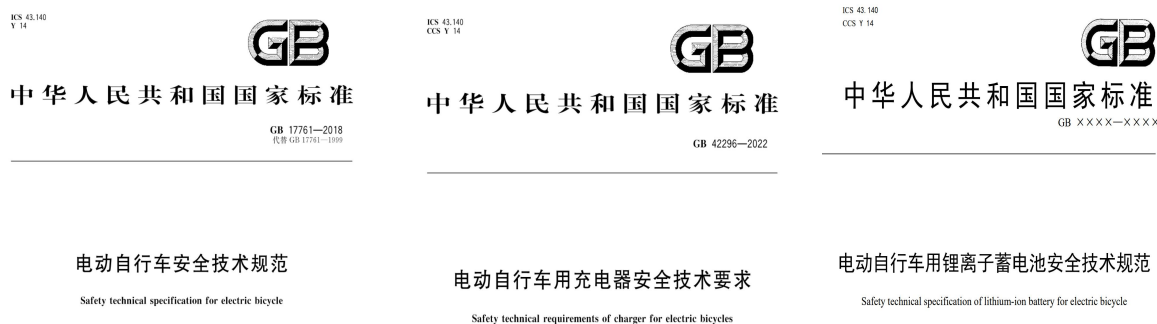 ICS 43.140
Y 14
GB
中华人民共和国国家标准
GB 17761—2018
代替 GB 17761—1999
电动自行车安全技术规范
Safety technical specification for electric bicycle
ICS 43.140
CCS Y 14
GB
中华人民共和国国家标准
GB 42296—2022
电动自行车用充电器安全技术要求
Safety technical requirements of charger for electric bicycles
ICS 43.140
CCS Y 14
GB
中华人民共和国国家标准
GB ××××—××××
电动自行车用锂离子蓄电池安全技术规范
Safety technical specification of lithium-ion battery for electric bicycle